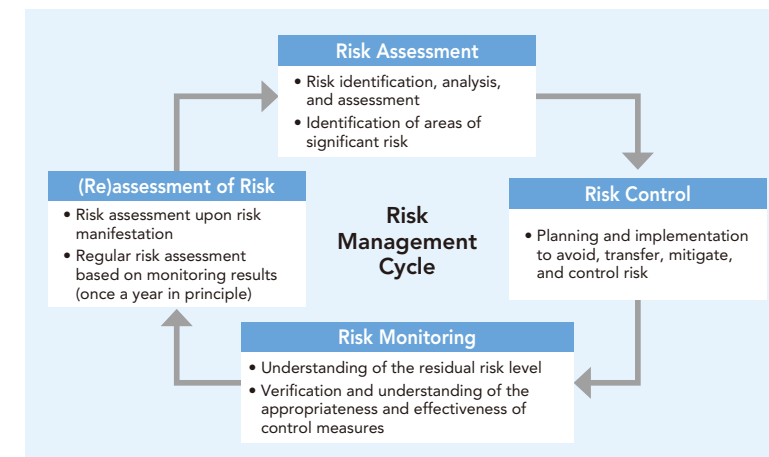 Risk Assessment
• Risk identification, analysis,
and assessment
• Identification of areas of
significant risk
(Re)assessment of Risk
• Risk assessment upon risk
manifestation
• Regular risk assessment
based on monitoring results
(once a year in principle)
Risk
Management
Cycle
Risk Control
• Planning and implementation
to avoid, transfer, mitigate,
and control risk
Risk Monitoring
• Understanding of the residual risk level
• Verification and understanding of the
appropriateness and effectiveness of
control measures